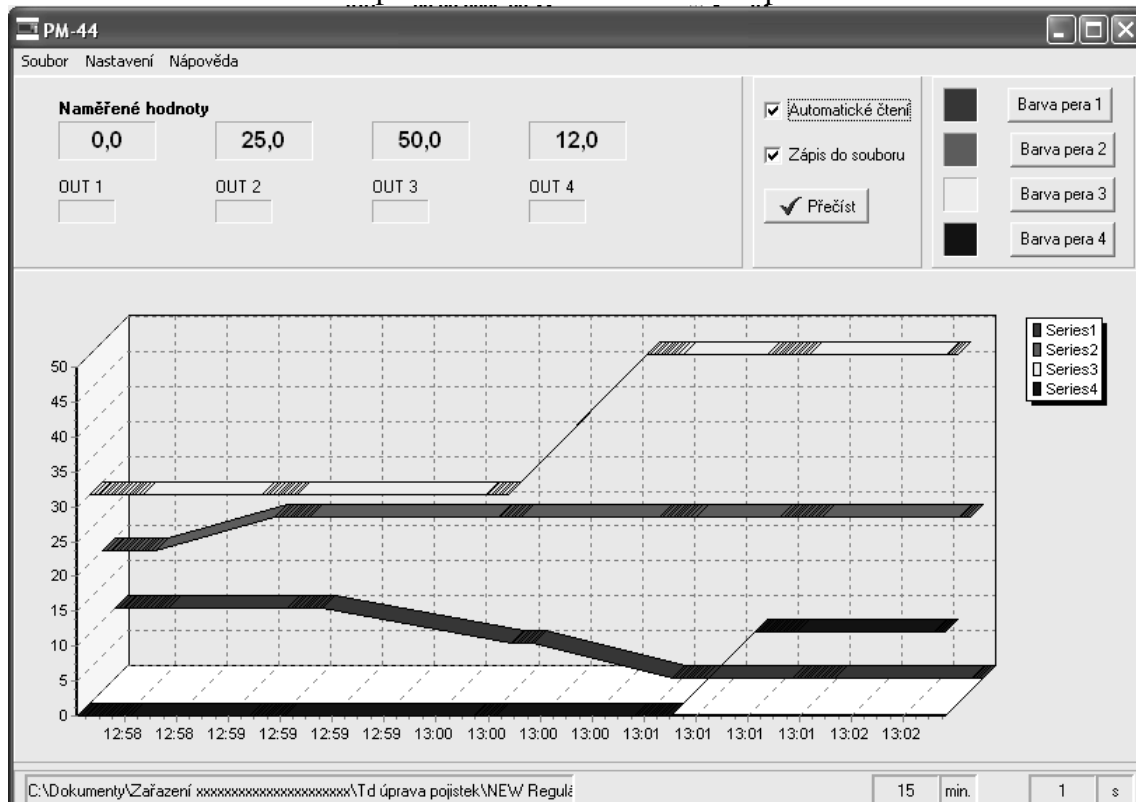 PM-44
Soubor Nastavení Nápověda
Naměřené hodnoty
0,0 25,0 50,0 12,0
OUT 1 OUT 2 OUT 3 OUT 4
Automatické čtení
Zápis do souboru
Přečíst
Barva pera 1
Barva pera 2
Barva pera 3
Barva pera 4
Series1
Series2
Series3
Series4
50
45
40
35
30
25
20
15
10
5
0
12:58 12:58 12:59 12:59 12:59 12:59 13:00 13:00 13:00 13:00 13:01 13:01 13:01 13:01 13:02 13:02
C:\Dokumenty\Zařazení xxxxxxxxxxxxxxxxxxxxxx\Td úprava pojistek\NEW Regulá
15 min. 1 s